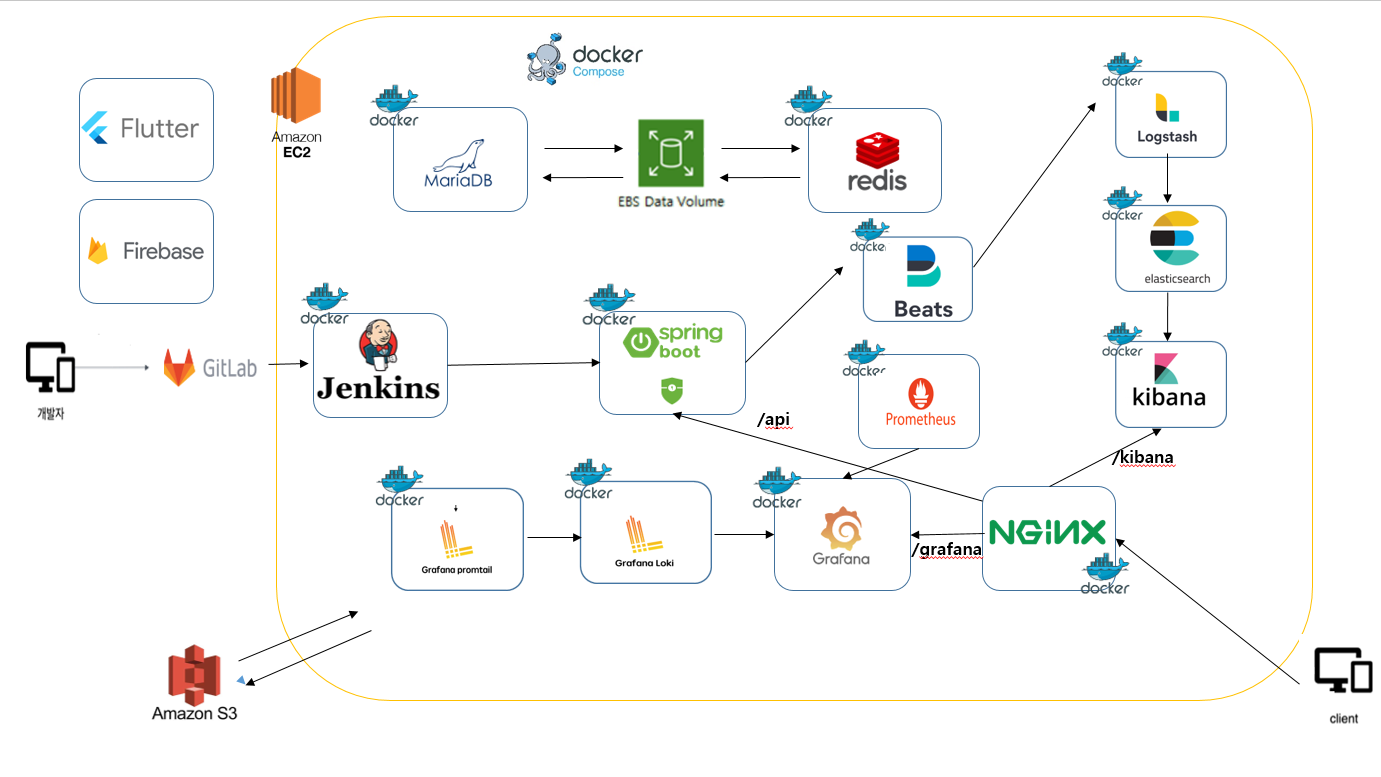 docker
Compose
Flutter
Amazon
EC2
docker
MariaDB
EBS Data Volume
docker
redis
docker
Logstash
Firebase
docker
Beats
docker
elasticsearch
개발자
GitLab
docker
Jenkins
docker
spring
boot
docker
Prometheus
docker
kibana
/api
/kibana
docker
Grafana promtail
docker
Grafana Loki
docker
Grafana
/grafana
NGINX
docker
Amazon S3
client